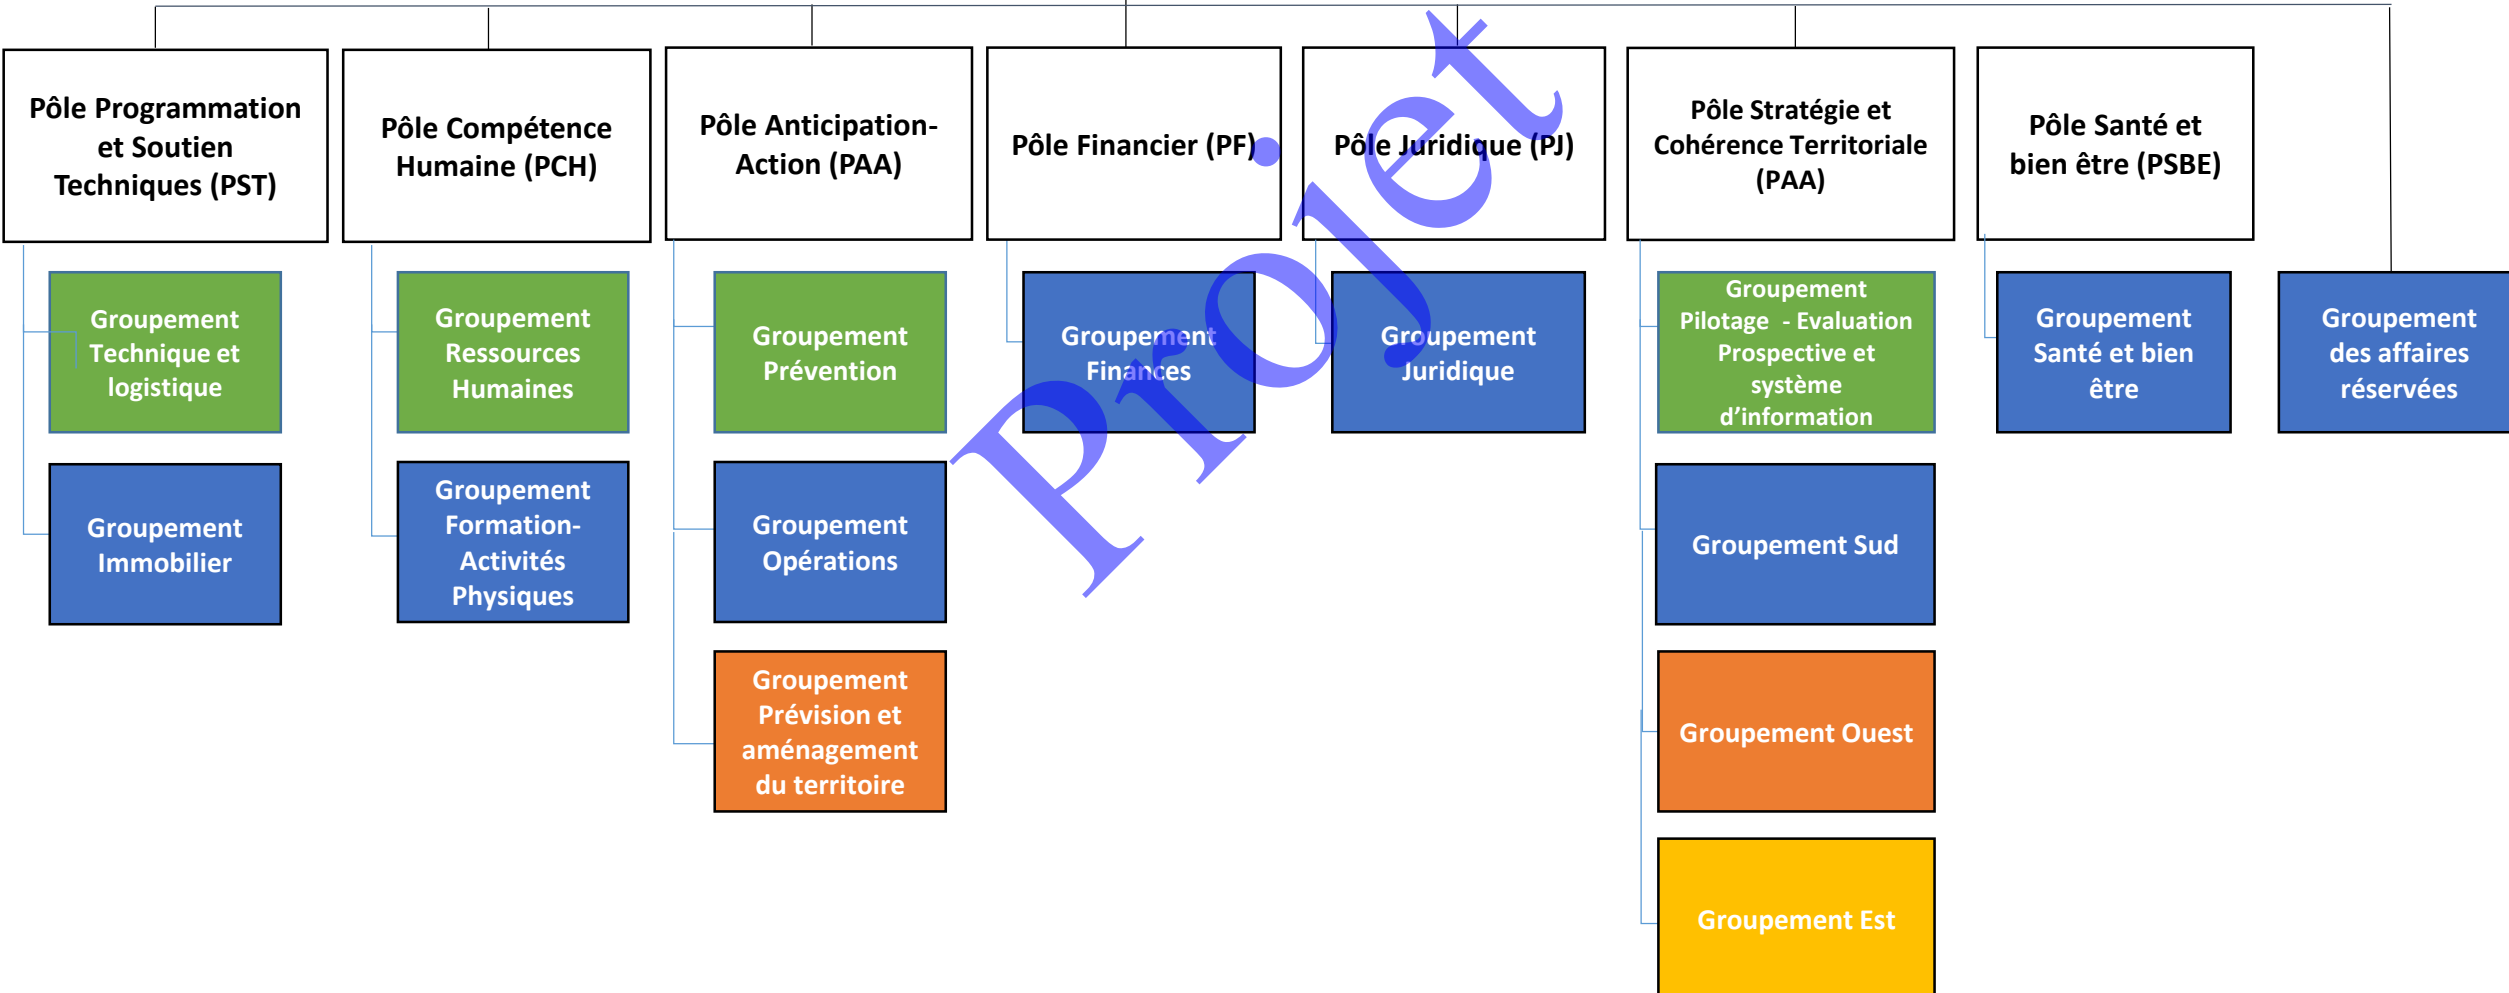 Pôle Programmation
et Soutien
Techniques (PST)
Pôle Compétence
Humaine (PCH)
Pôle Anticipation-
Action (PAA)
Pôle Financier (PF)
Pôle Juridique (PJ)
Pôle Stratégie et
Cohérence Territoriale
(PAA)
Pôle Santé et
bien être (PSBE)
Groupement
Technique et
logistique
Groupement
Ressources
Humaines
Groupement
Prévention
Groupement
Finances
Groupement
Juridique
Groupement
Pilotage - Evaluation
Prospective et
système
d'information
Groupement
Santé et bien
être
Groupement
des affaires
réservées
Groupement
Immobilier
Groupement
Formation-
Activités
Physiques
Groupement
Opérations
Groupement Sud
Groupement
Prévision et
aménagement
du territoire
Groupement Ouest
Groupement Est
Projet